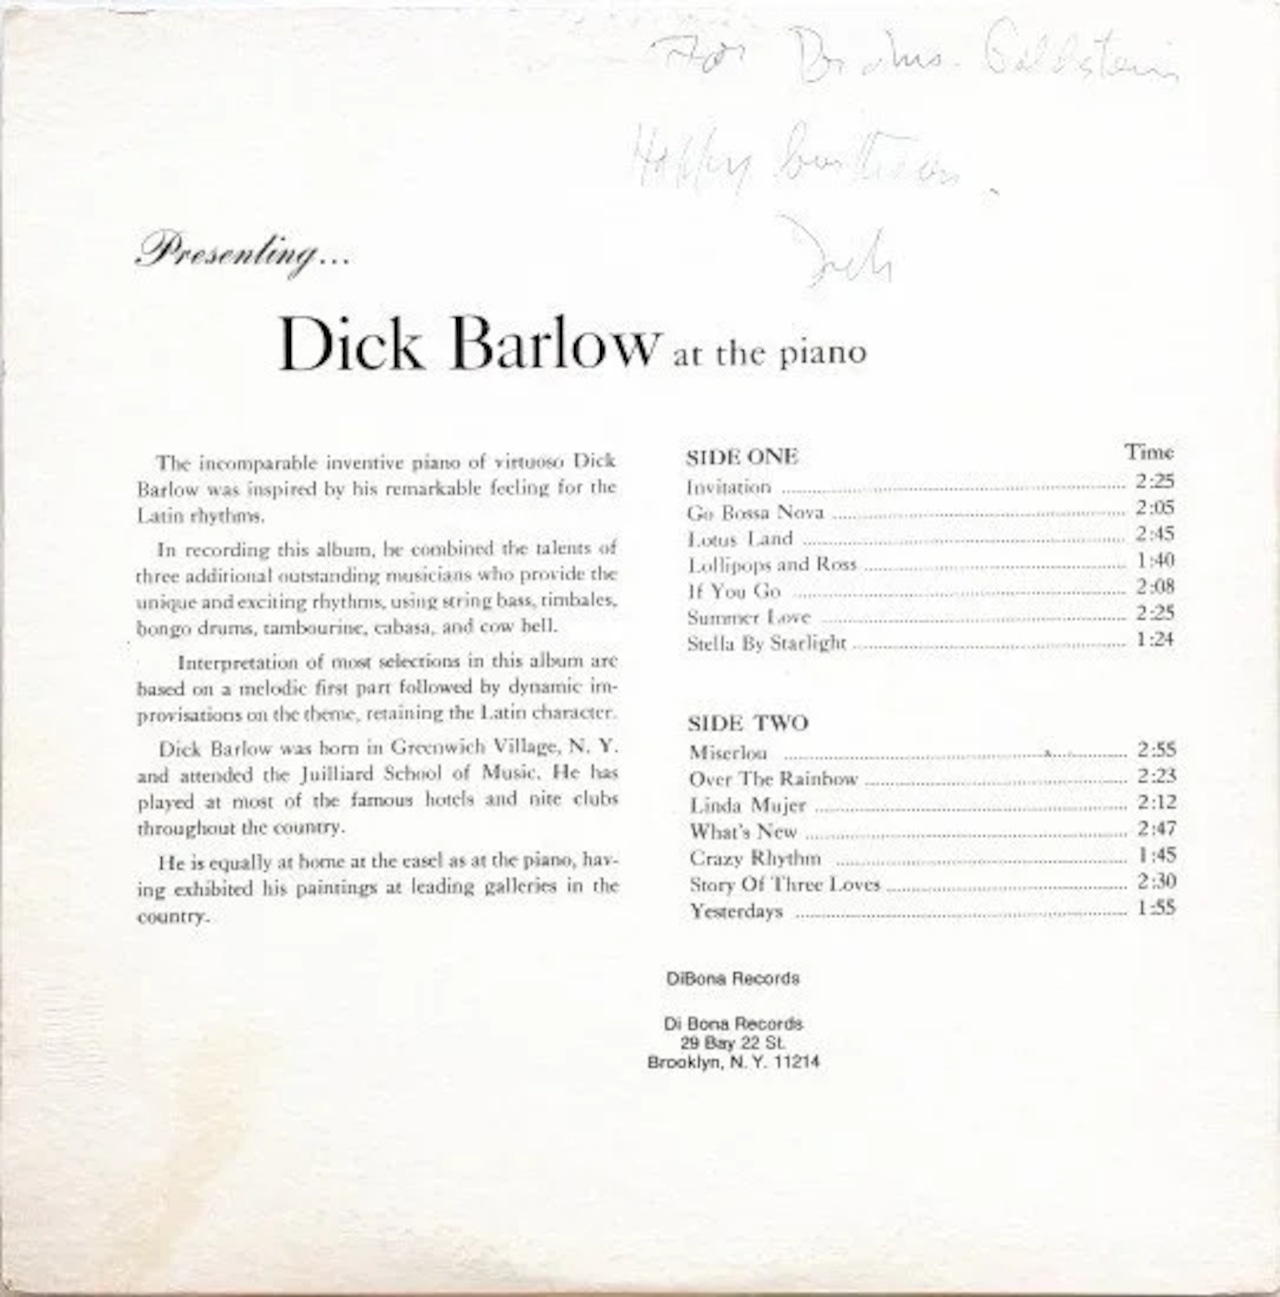 For Dr. & Mrs. Goldstein
Happy
Dick
Presenting...
Dick Barlow at the piano
The incomparable inventive piano of virtuoso Dick
Barlow was inspired by his remarkable feeling for the
Latin rhythms.
In recording this album, he combined the talents of
three additional outstanding musicians who provide the
unique and exciting rhythms, using string bass, timbales,
bongo drums, tambourine, cabasa, and cow bell.
Interpretation of most selections in this album are
based on a melodic first part followed by dynamic im-
provisations on the theme, retaining the Latin character.
Dick Barlow was born in Greenwich Village, N. Y.
and attended the Juilliard School of Music. He has
played at most of the famous hotels and nite clubs
throughout the country.
He is equally at home at the easel as at the piano, hav-
ing exhibited his paintings at leading galleries in the
country.
SIDE ONE Time
Invitation 2:25
Go Bossa Nova 2:05
Lotus Land 2:45
Lollipops and Ross 1:40
If You Go 2:08
Summer Love 2:25
Stella By Starlight 1:24
SIDE TWO
Miserlou 2:55
Over The Rainbow 2:23
Linda Mujer 2:12
What's New 2:47
Crazy Rhythm 1:45
Story Of Three Loves 2:30
Yesterdays 1:55
DiBona Records
Di Bona Records
29 Bay 22 St.
Brooklyn, N. Y. 11214